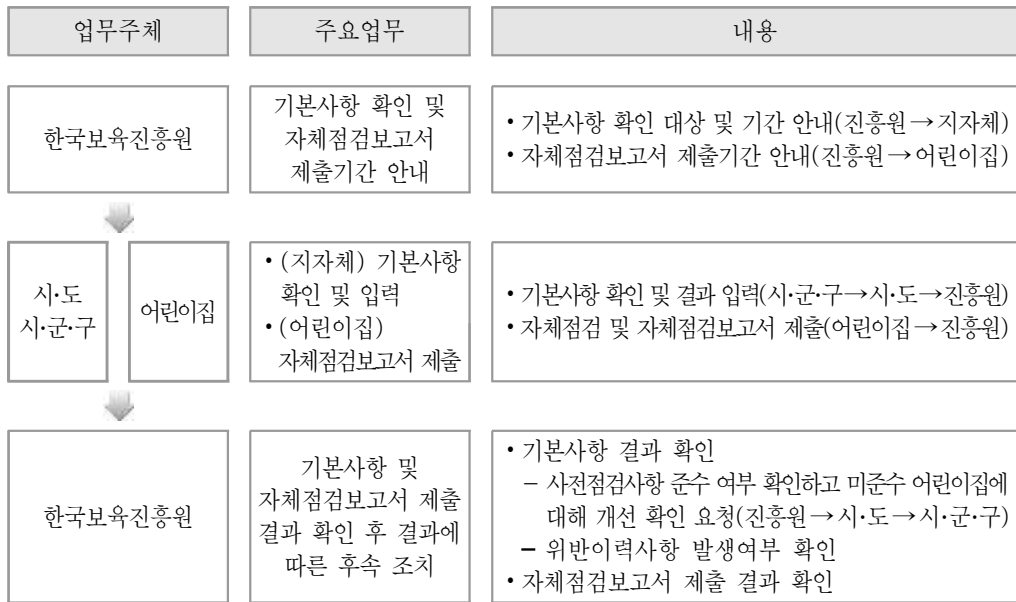 업무주체
주요업무
내용
한국보육진흥원
기본사항 확인 및
자체점검보고서
제출기간 안내
• 기본사항 확인 대상 및 기간 안내(진흥원→지자체)
• 자체점검보고서 제출기간 안내(진흥원→어린이집)
시·도
시·군·구
어린이집
• (지자체) 기본사항
확인 및 입력
• (어린이집)
자체점검보고서 제출
• 기본사항 확인 및 결과 입력(시·군·구→시·도→진흥원)
• 자체점검 및 자체점검보고서 제출(어린이집→진흥원)
한국보육진흥원
기본사항 및
자체점검보고서 제출
결과 확인 후 결과에
따른 후속 조치
• 기본사항 결과 확인
– 사전점검사항 준수 여부 확인하고 미준수 어린이집에
대해 개선 확인 요청(진흥원→시·도→시·군·구)
– 위반이력사항 발생여부 확인
• 자체점검보고서 제출 결과 확인